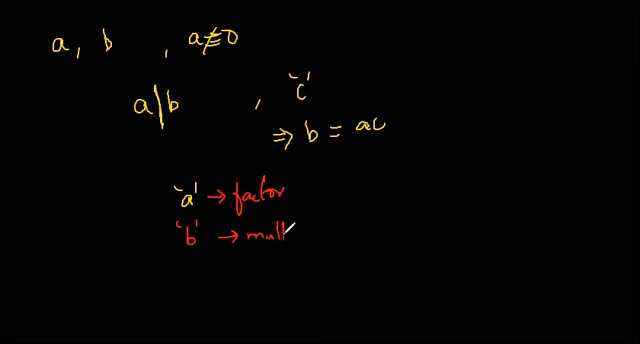 a, b , a≠0
a|b , 'c'
⇒ b = ac
'a' → factor
'b' → mult